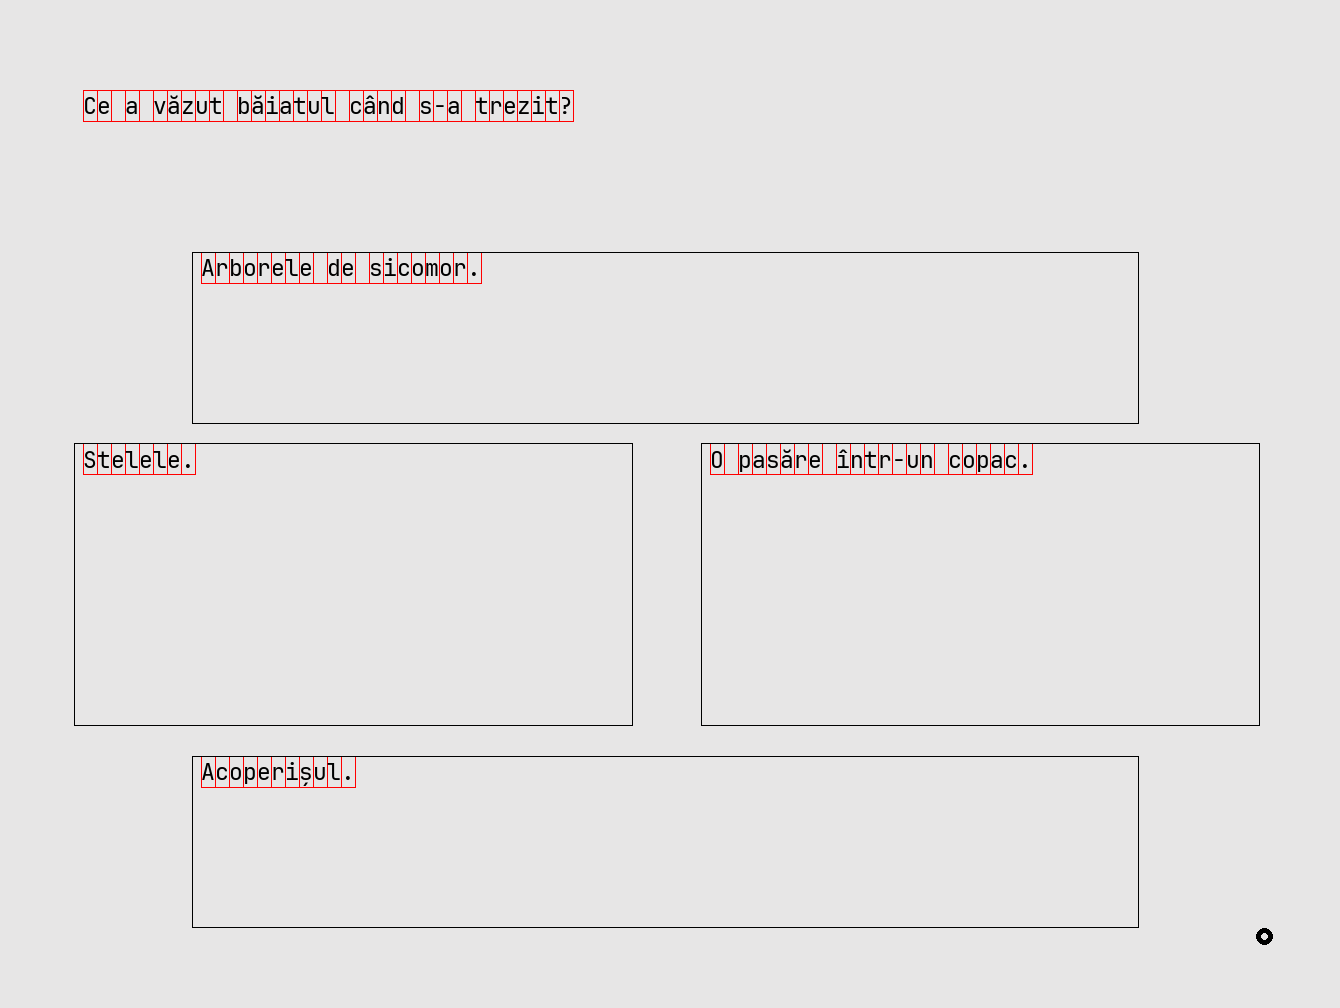 Ce a văzut băiatul când s-a trezit?
Arborele de sicomor.
Stelele.
O pasăre într-un copac.
Acoperișul.